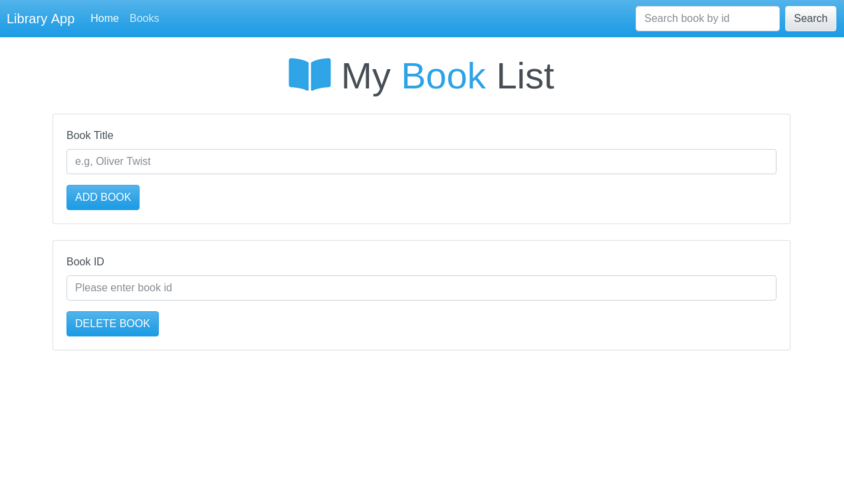 Library App Home Books Search book by id Search
My Book List
Book Title
e.g, Oliver Twist
ADD BOOK
Book ID
Please enter book id
DELETE BOOK